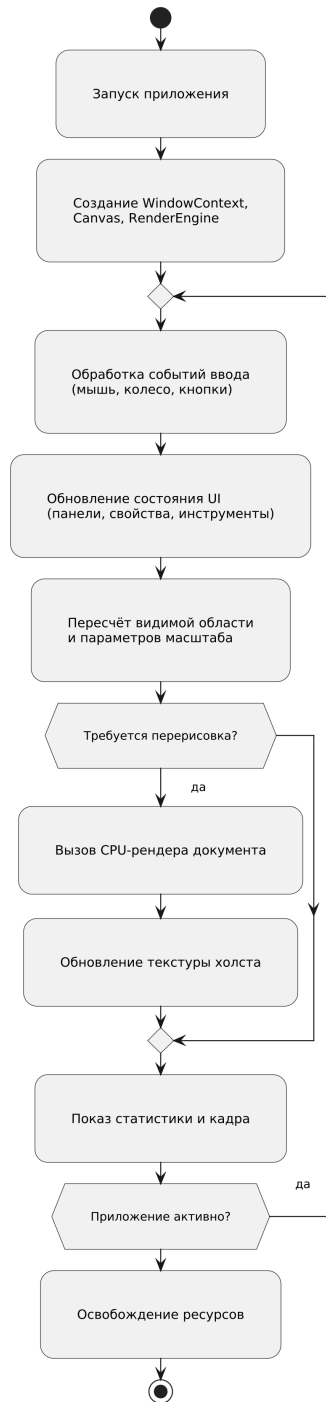 Запуск приложения
Создание WindowContext,
Canvas, RenderEngine
Обработка событий ввода
(мышь, колесо, кнопки)
Обновление состояния UI
(панели, свойства, инструменты)
Пересчёт видимой области
и параметров масштаба
Требуется перерисовка?
да
Вызов CPU-рендера документа
Обновление текстуры холста
Показ статистики и кадра
да
Приложение активно?
Освобождение ресурсов